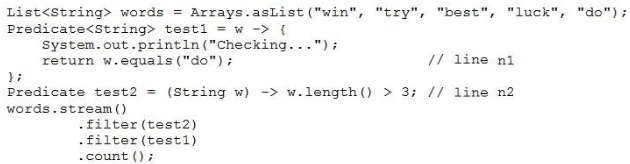 List<String> words = Arrays.asList("win", "try", "best", "luck", "do");
Predicate<String> test1 = w -> {
    System.out.println("Checking...");
    return w.equals("do");                    // line n1
};
Predicate test2 = (String w) -> w.length() > 3; // line n2
words.stream()
        .filter(test2)
        .filter(test1)
        .count();